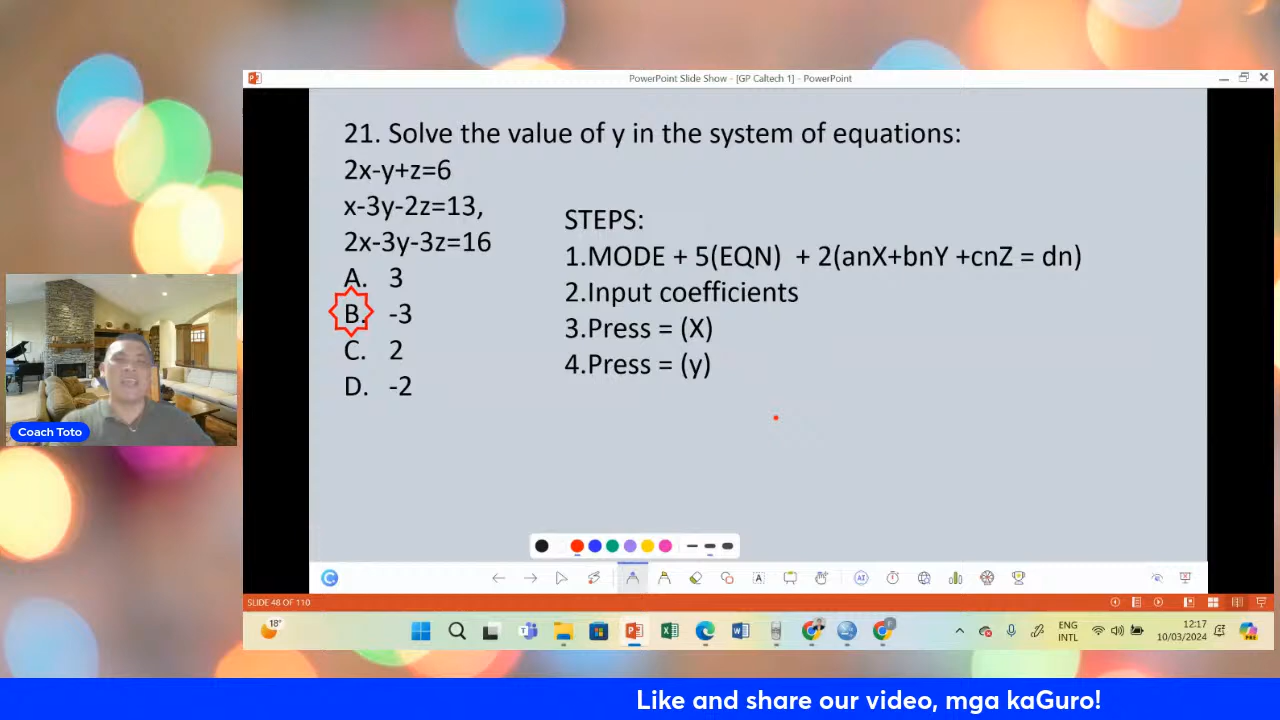 PowerPoint Slide Show - [GP Caltech 1] - PowerPoint
21. Solve the value of y in the system of equations:
2x-y+z=6
x-3y-2z=13,
2x-3y-3z=16
A. 3
B. -3
C. 2
D. -2
STEPS:
1.MODE + 5(EQN) + 2(anX+bnY +cnZ = dn)
2.Input coefficients
3.Press = (X)
4.Press = (y)
Coach Toto
AI
SLIDE 48 OF 110
18°
ENG
INTL
12:17
10/03/2024
Like and share our video, mga kaGuro!